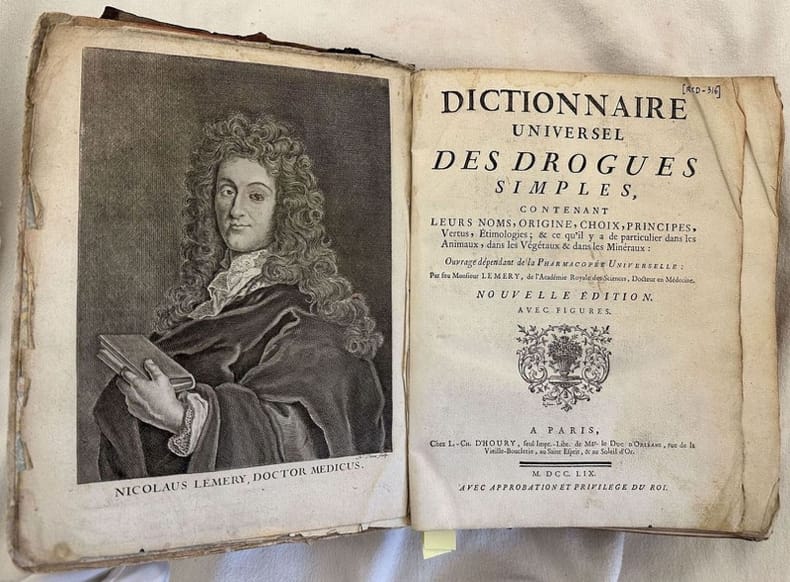 NICOLAUS LEMERY, DOCTOR MEDICUS.
[RCD-316]
DICTIONNAIRE
UNIVERSEL
DES DROGUES
SIMPLES,
CONTENANT
LEURS NOMS, ORIGINE, CHOIX, PRINCIPES,
Vertus, Étimologies; & ce qu'il y a de particulier dans les
Animaux, dans les Végétaux & dans les Minéraux:
Ouvrage dépendant de la PHARMACOPÉE UNIVERSELLE:
Par feu Monsieur LEMERY, de l'Académie Royale des Sciences, Docteur en Médecine.
NOUVELLE ÉDITION.
AVEC FIGURES.
A PARIS,
Chez L.-CH. D'HOURY, seul Impr.-Libr. de Mgr. le DUC D'ORLÉANS, rue de la
Vieille-Bouclerie, au Saint Esprit, & au Soleil d'Or.
M. DCC. LIX.
AVEC APPROBATION ET PRIVILEGE DU ROI.